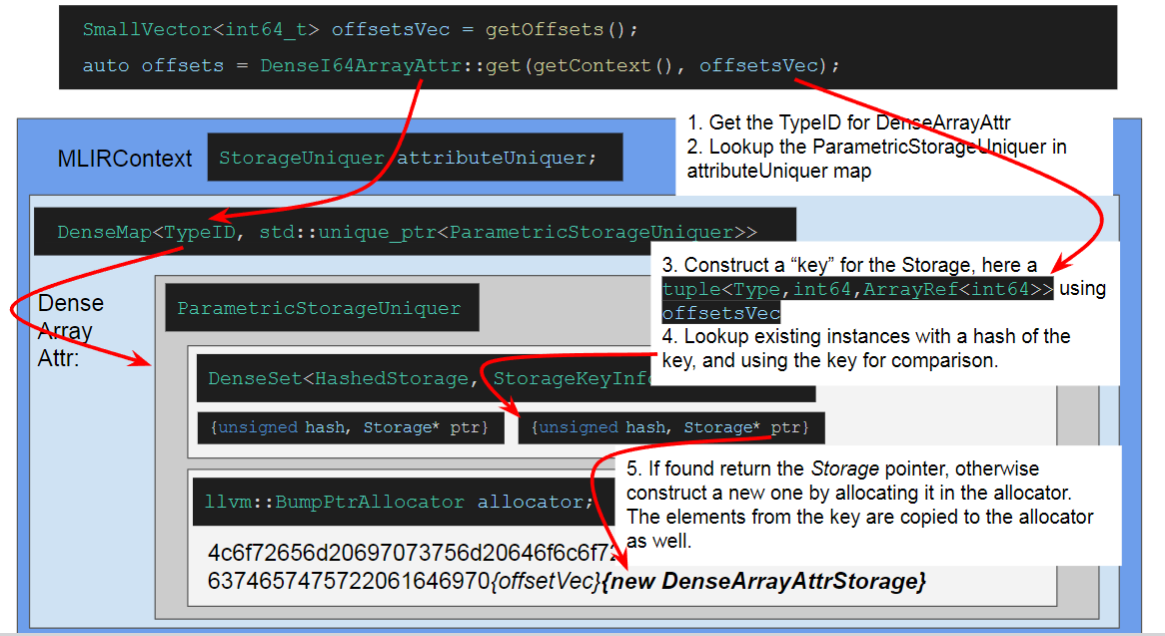 SmallVector<int64_t> offsetsVec = getOffsets();
auto offsets = DenseI64ArrayAttr::get(getContext(), offsetsVec);
1. Get the TypeID for DenseArrayAttr
2. Lookup the ParametricStorageUniquer in
attributeUniquer map
MLIRContext
StorageUniquer attributeUniquer;
DenseMap<TypeID, std::unique_ptr<ParametricStorageUniquer>>
3. Construct a “key” for the Storage, here a
tuple<Type,int64,ArrayRef<int64>> using
offsetsVec
4. Lookup existing instances with a hash of the
key, and using the key for comparison.
Dense
Array
Attr:
ParametricStorageUniquer
DenseSet<HashedStorage, StorageKeyInf
{unsigned hash, Storage* ptr}
{unsigned hash, Storage* ptr}
5. If found return the Storage pointer, otherwise
construct a new one by allocating it in the allocator.
The elements from the key are copied to the allocator
as well.
llvm::BumpPtrAllocator allocator;
4c6f72656d20697073756d20646f6c6f72
6374657475722061646970{offsetVec}{new DenseArrayAttrStorage}